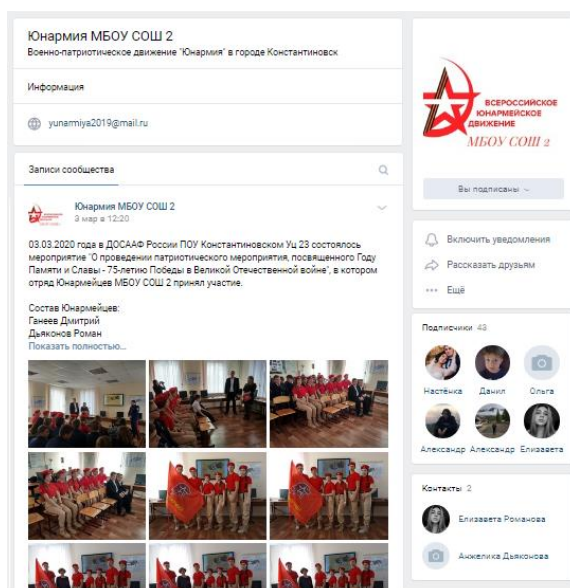 Юнармия МБОУ СОШ 2
Военно-патриотическое движение "Юнармия" в городе Константиновск
Информация
yunarmiya2019@mail.ru
Записи сообщества
Юнармия МБОУ СОШ 2
3 мар в 12:20
03.03.2020 года в ДОСААФ России ПОУ Константиновском Уц 23 состоялось
мероприятие "О проведении патриотического мероприятия, посвященного Году
Памяти и Славы - 75-летию Победы в Великой Отечественной войне", в котором
отряд Юнармейцев МБОУ СОШ 2 принял участие.
Состав Юнармейцев:
Ганеев Дмитрий
Дьяконов Роман
Показать полностью...
ВСЕРОССИЙСКОЕ
ЮНАРМЕЙСКОЕ
ДВИЖЕНИЕ
МБОУ СОШ 2
Вы подписаны
Включить уведомления
Рассказать друзьям
Ещё
Подписчики 43
Настёнка Данил Ольга
Александр Александр Елизавета
Контакты 2
Елизавета Романова
Анжелика Дьяконова